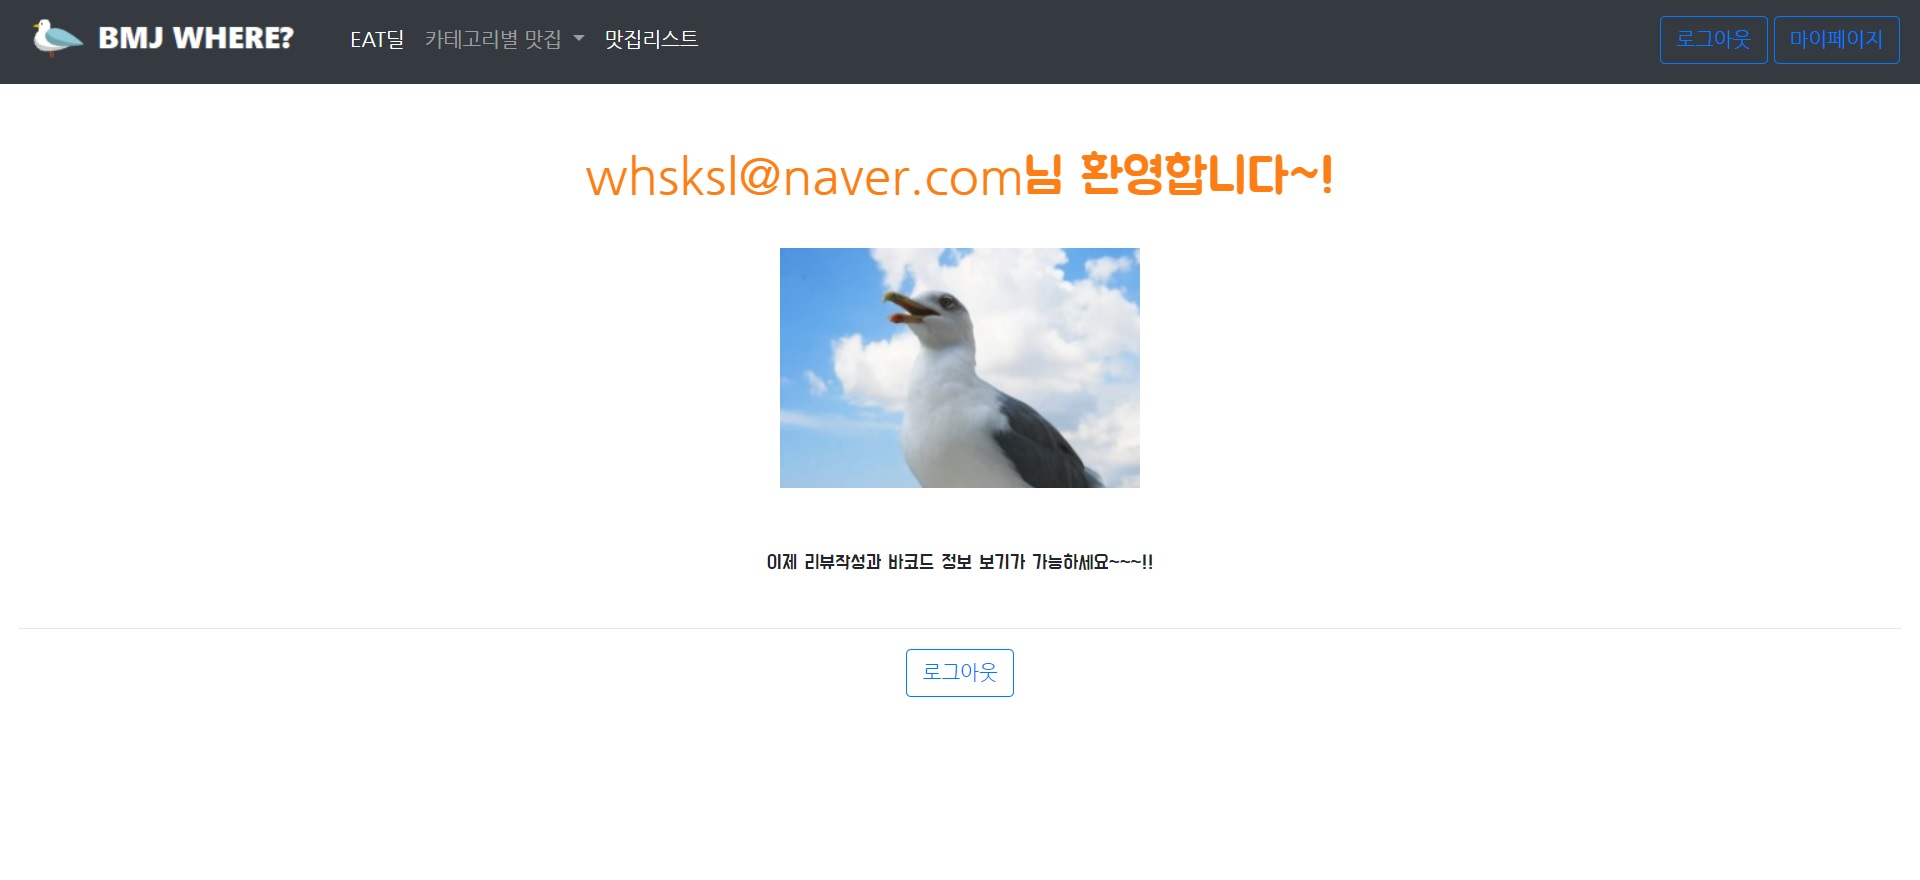 BMJ WHERE? EAT딜 카테고리별 맛집 맛집리스트 로그아웃 마이페이지
whsksl@naver.com님 환영합니다~!
이제 리뷰작성과 바코드 정보 보기가 가능하세요~~~!!
로그아웃